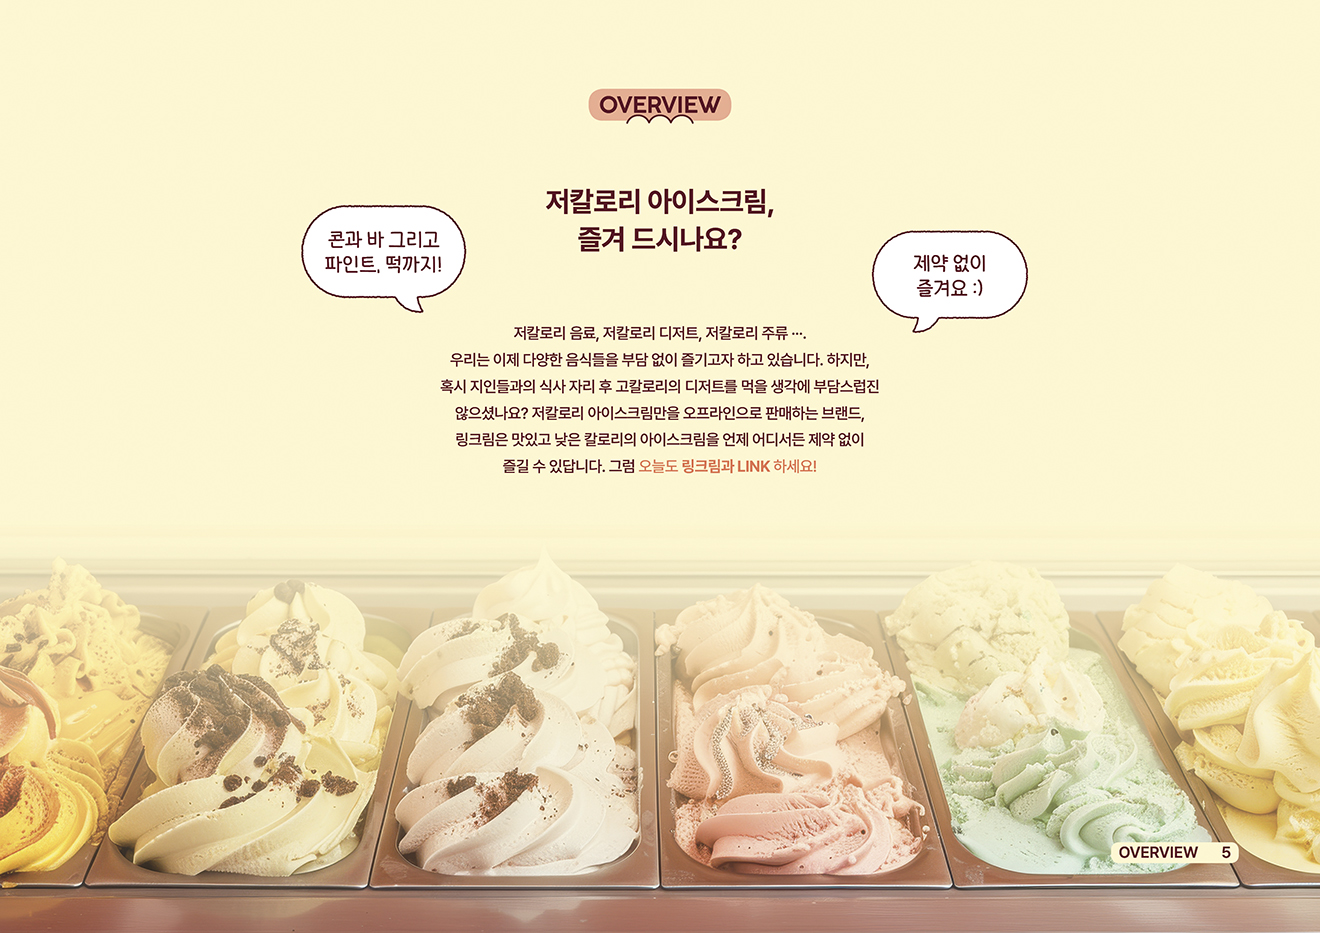 OVERVIEW
저칼로리 아이스크림,
즐겨 드시나요?
콘과 바 그리고
파인트, 떡까지!
제약 없이
즐겨요 :)
저칼로리 음료, 저칼로리 디저트, 저칼로리 주류 ···.
우리는 이제 다양한 음식들을 부담 없이 즐기고자 하고 있습니다. 하지만,
혹시 지인들과의 식사 자리 후 고칼로리의 디저트를 먹을 생각에 부담스럽진
않으셨나요? 저칼로리 아이스크림만을 오프라인으로 판매하는 브랜드,
링크림은 맛있고 낮은 칼로리의 아이스크림을 언제 어디서든 제약 없이
즐길 수 있답니다. 그럼 오늘도 링크림과 LINK 하세요!
OVERVIEW 5